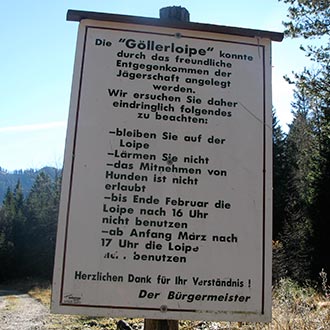 Die "Göllerloipe" konnte
durch das freundliche
Entgegenkommen der
Jägerschaft angelegt
werden.
Wir ersuchen Sie daher
eindringlich folgendes
zu beachten:
–bleiben Sie auf der
Loipe
–Lärmen Sie nicht
–das Mitnehmen von
Hunden ist nicht
erlaubt
–bis Ende Februar die
Loipe nach 16 Uhr
nicht benutzen
–ab Anfang März nach
17 Uhr die Loipe
benutzen
Herzlichen Dank für Ihr Verständnis !
Der Bürgermeister